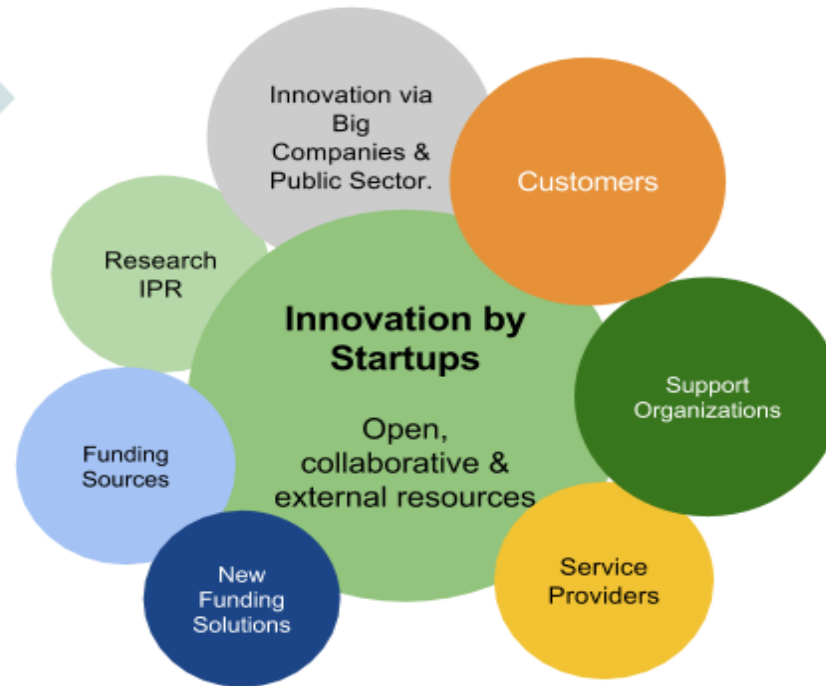 Innovation via
Big
Companies &
Public Sector.
Customers
Research
IPR
Innovation by
Startups
Open,
collaborative &
external resources
Support
Organizations
Funding
Sources
New
Funding
Solutions
Service
Providers